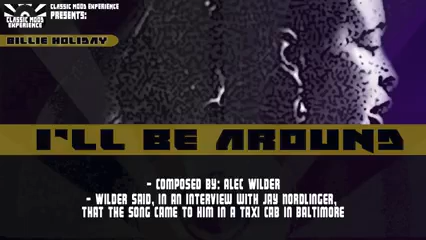 CLASSIC MOOD EXPERIENCE
PRESENTS:
CLASSIC MOOD
EXPERIENCE
BILLIE HOLIDAY
I'LL BE AROUND
- COMPOSED BY: ALEC WILDER
- WILDER SAID, IN AN INTERVIEW WITH JAY NORDLINGER,
THAT THE SONG CAME TO HIM IN A TAXI CAB IN BALTIMORE